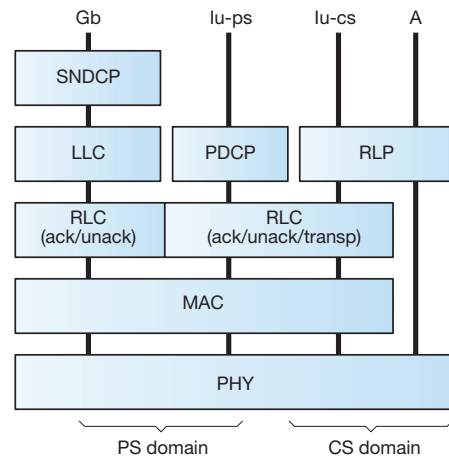 Gb Iu-ps Iu-cs A
SNDCP
LLC PDCP RLP
RLC RLC
(ack/unack) (ack/unack/transp)
MAC
PHY
PS domain CS domain